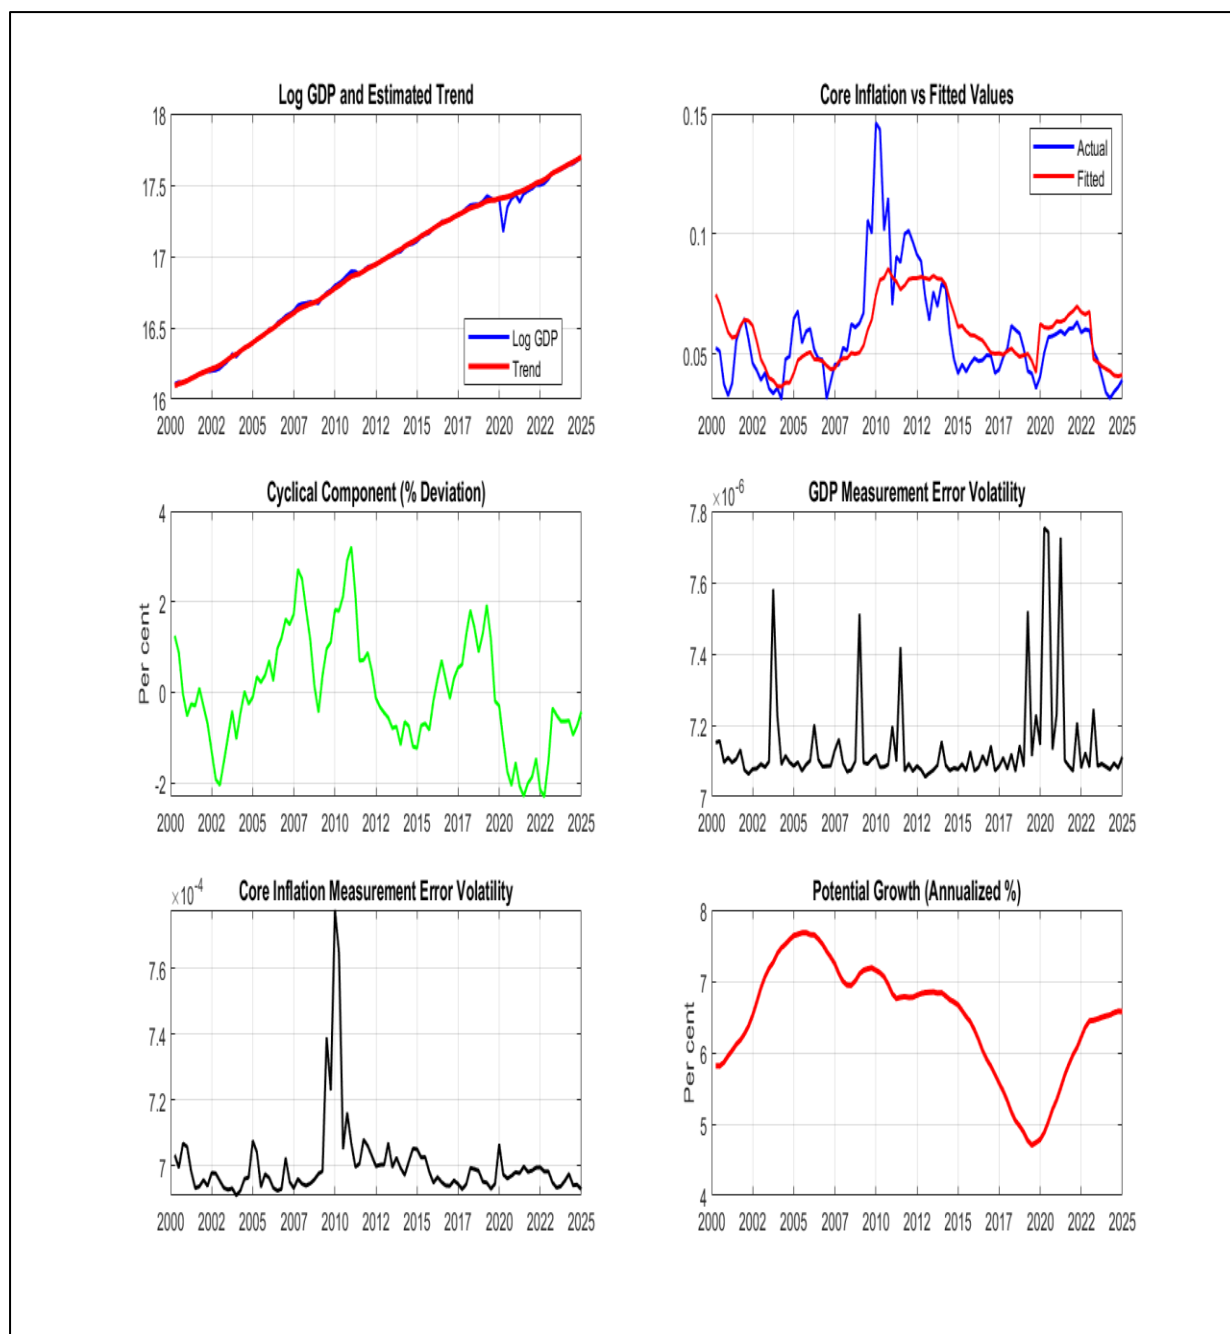 Log GDP and Estimated Trend
18
17.5
17
16.5
16
Log GDP
Trend
2000 2002 2005 2007 2010 2012 2015 2017 2020 2022 2025
Core Inflation vs Fitted Values
0.15
0.1
0.05
Actual
Fitted
2000 2002 2005 2007 2010 2012 2015 2017 2020 2022 2025
Cyclical Component (% Deviation)
Per cent
4
2
0
-2
2000 2002 2005 2007 2010 2012 2015 2017 2020 2022 2025
×10-6
GDP Measurement Error Volatility
7.8
7.6
7.4
7.2
7
2000 2002 2005 2007 2010 2012 2015 2017 2020 2022 2025
×10-4
Core Inflation Measurement Error Volatility
7.6
7.4
7.2
7
2000 2002 2005 2007 2010 2012 2015 2017 2020 2022 2025
Potential Growth (Annualized %)
Per cent
8
7
6
5
4
2000 2002 2005 2007 2010 2012 2015 2017 2020 2022 2025